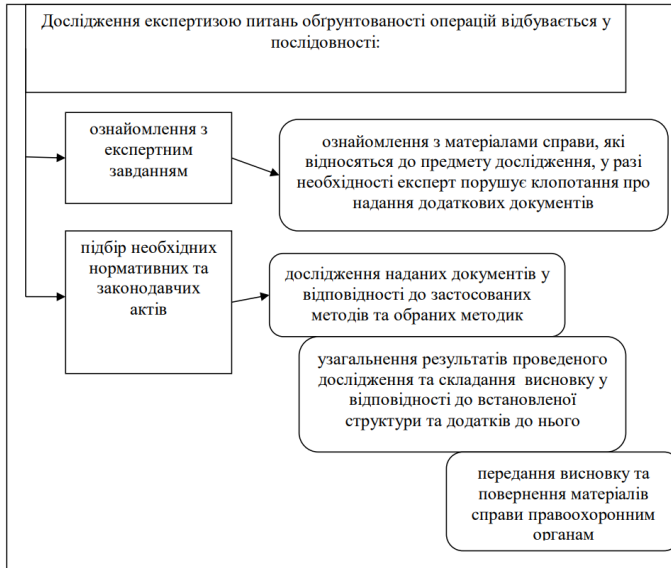 Дослідження експертизою питань обґрунтованості операцій відбувається у
послідовності:
ознайомлення з
експертним
завданням
ознайомлення з матеріалами справи, які
відносяться до предмету дослідження, у разі
необхідності експерт порушує клопотання про
надання додаткових документів
підбір необхідних
нормативних та
законодавчих
актів
дослідження наданих документів у
відповідності до застосованих
методів та обраних методик
узагальнення результатів проведеного
дослідження та складання висновку у
відповідності до встановленої
структури та додатків до нього
передання висновку та
повернення матеріалів
справи правоохоронним
органам